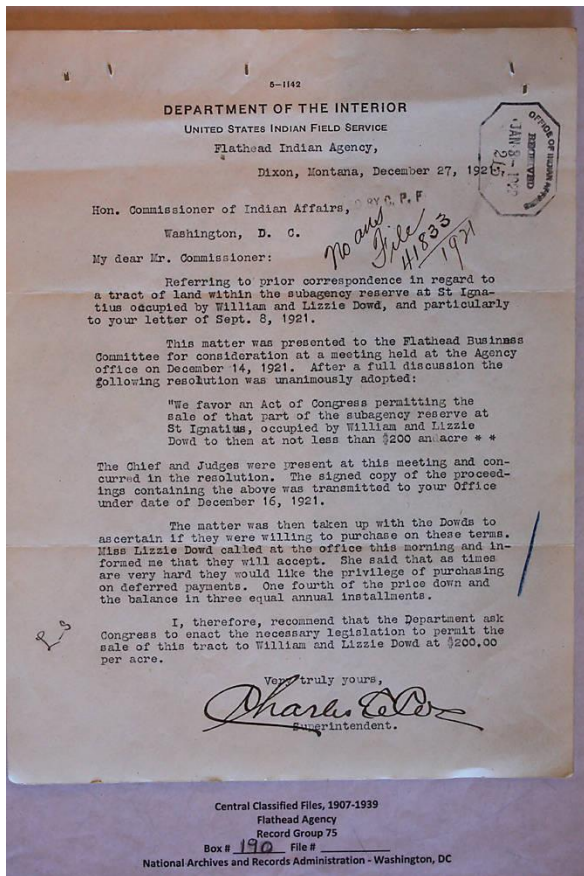 5-1142
DEPARTMENT OF THE INTERIOR
UNITED STATES INDIAN FIELD SERVICE
Flathead Indian Agency,
Dixon, Montana, December 27, 1921
OFFICE OF INDIAN AFFAIRS
RECEIVED
JAN 8 -
Hon. Commissioner of Indian Affairs,
Washington, D. C.
No ans
File
41833
1921
My dear Mr. Commissioner:
Referring to prior correspondence in regard to
a tract of land within the subagency reserve at St Igna-
tius occupied by William and Lizzie Dowd, and particularly
to your letter of Sept. 8, 1921.
This matter was presented to the Flathead Business
Committee for consideration at a meeting held at the Agency
office on December 14, 1921. After a full discussion the
following resolution was unanimously adopted:
"We favor an Act of Congress permitting the
sale of that part of the subagency reserve at
St Ignatius, occupied by William and Lizzie
Dowd to them at not less than $200 an acre * *
The Chief and Judges were present at this meeting and con-
curred in the resolution. The signed copy of the proceed-
ings containing the above was transmitted to your Office
under date of December 16, 1921.
The matter was then taken up with the Dowds to
ascertain if they were willing to purchase on these terms.
Miss Lizzie Dowd called at the office this morning and in-
formed me that they will accept. She said that as times
are very hard they would like the privilege of purchasing
on deferred payments. One fourth of the price down and
the balance in three equal annual installments.
I, therefore, recommend that the Department ask
Congress to enact the necessary legislation to permit the
sale of this tract to William and Lizzie Dowd at $200.00
per acre.
Very truly yours,
Charles E Coe
Superintendent.
Central Classified Files, 1907-1939
Flathead Agency
Record Group 75
Box # 190 File #
National Archives and Records Administration - Washington, DC